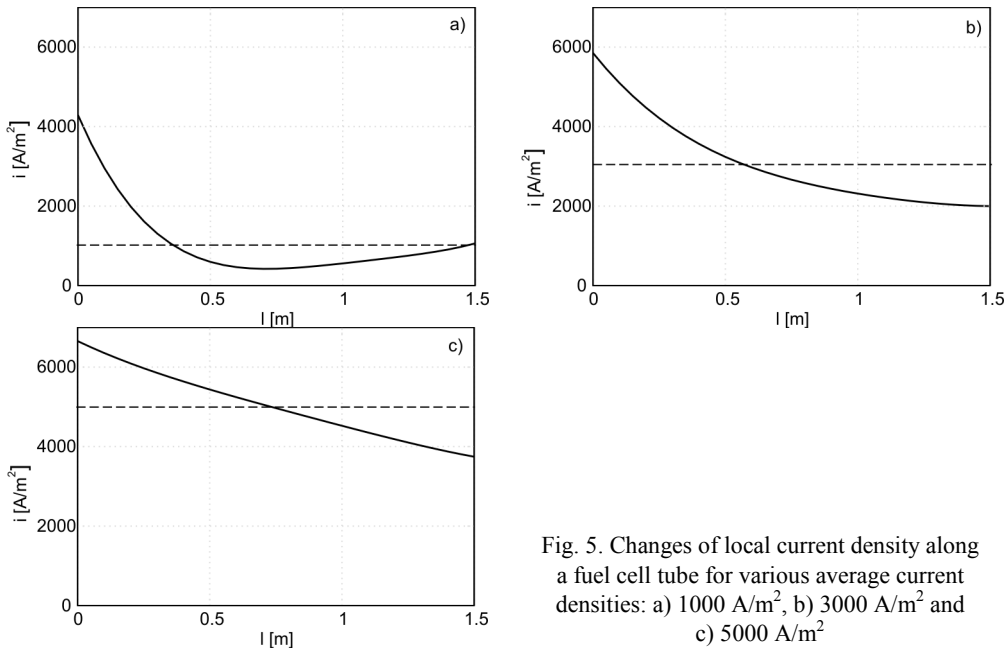 a)
6000
4000
2000
0
i [A/m²]
0 0.5 1 1.5
l [m]
b)
6000
4000
2000
0
i [A/m²]
0 0.5 1 1.5
l [m]
c)
6000
4000
2000
0
i [A/m²]
0 0.5 1 1.5
l [m]
Fig. 5. Changes of local current density along
a fuel cell tube for various average current
densities: a) 1000 A/m², b) 3000 A/m² and
c) 5000 A/m²